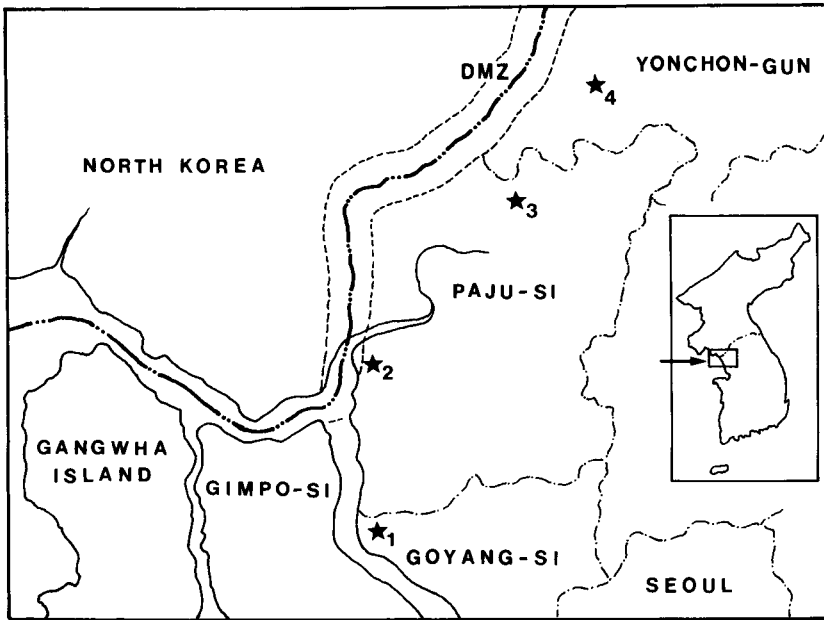 DMZ
YONCHON-GUN
4
NORTH KOREA
3
PAJU-SI
2
GANGWHA
ISLAND
GIMPO-SI
1
GOYANG-SI
SEOUL